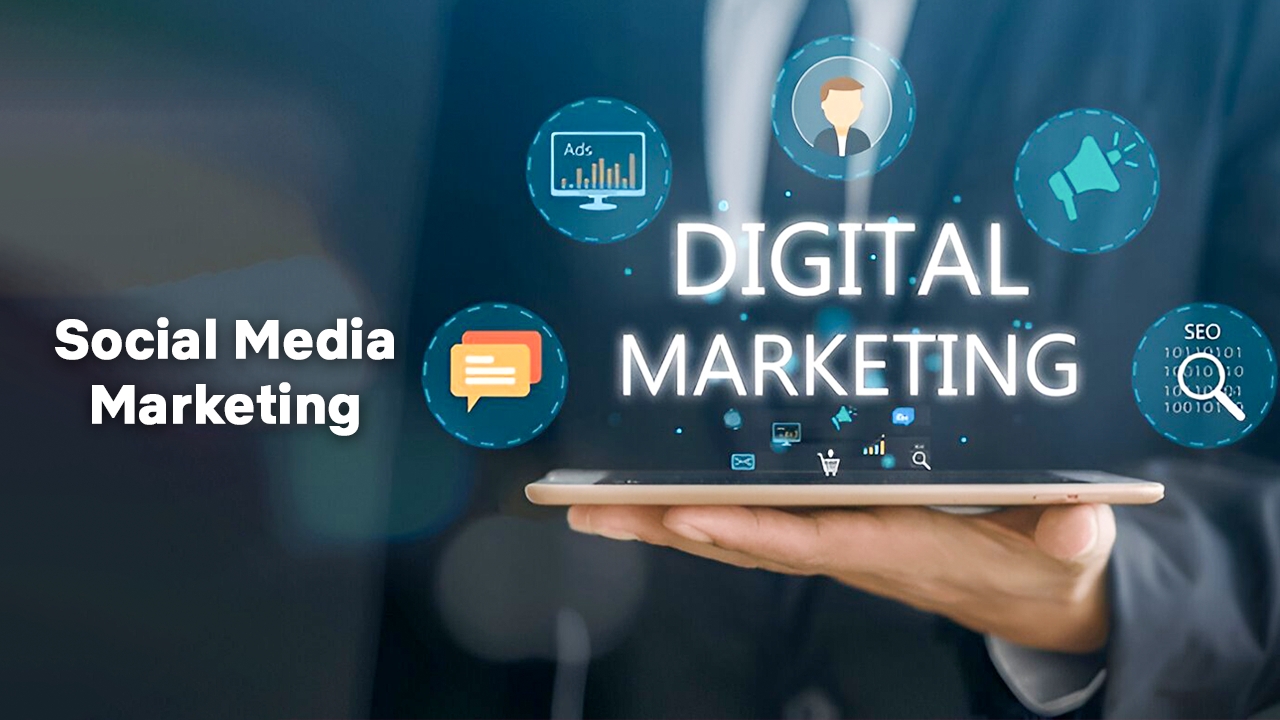 Social Media
Marketing
Ads
DIGITAL
MARKETING
SEO